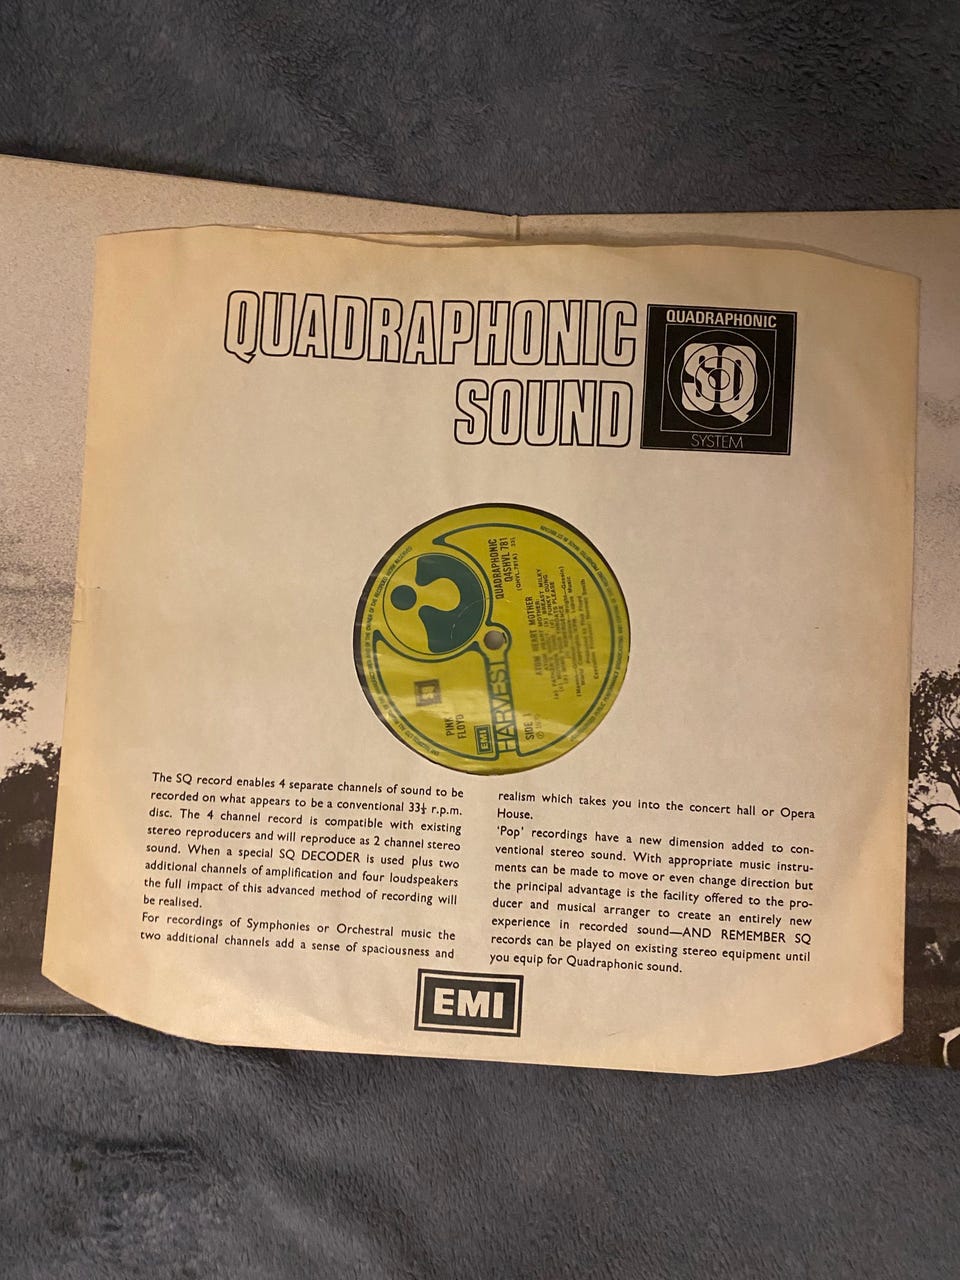 QUADRAPHONIC
SOUND
QUADRAPHONIC
SQ
SYSTEM
QUADRAPHONIC
Q4SHVL 781
(QHVL.781A) 33⅓
ATOM HEART MOTHER
SQ
PINK
FLOYD
EMI
HARVEST
SIDE 1
The SQ record enables 4 separate channels of sound to be
recorded on what appears to be a conventional 33⅓ r.p.m.
disc. The 4 channel record is compatible with existing
stereo reproducers and will reproduce as 2 channel stereo
sound. When a special SQ DECODER is used plus two
additional channels of amplification and four loudspeakers
the full impact of this advanced method of recording will
be realised.
For recordings of Symphonies or Orchestral music the
two additional channels add a sense of spaciousness and
realism which takes you into the concert hall or Opera
House.
'Pop' recordings have a new dimension added to con-
ventional stereo sound. With appropriate music instru-
ments can be made to move or even change direction but
the principal advantage is the facility offered to the pro-
ducer and musical arranger to create an entirely new
experience in recorded sound—AND REMEMBER SQ
records can be played on existing stereo equipment until
you equip for Quadraphonic sound.
EMI